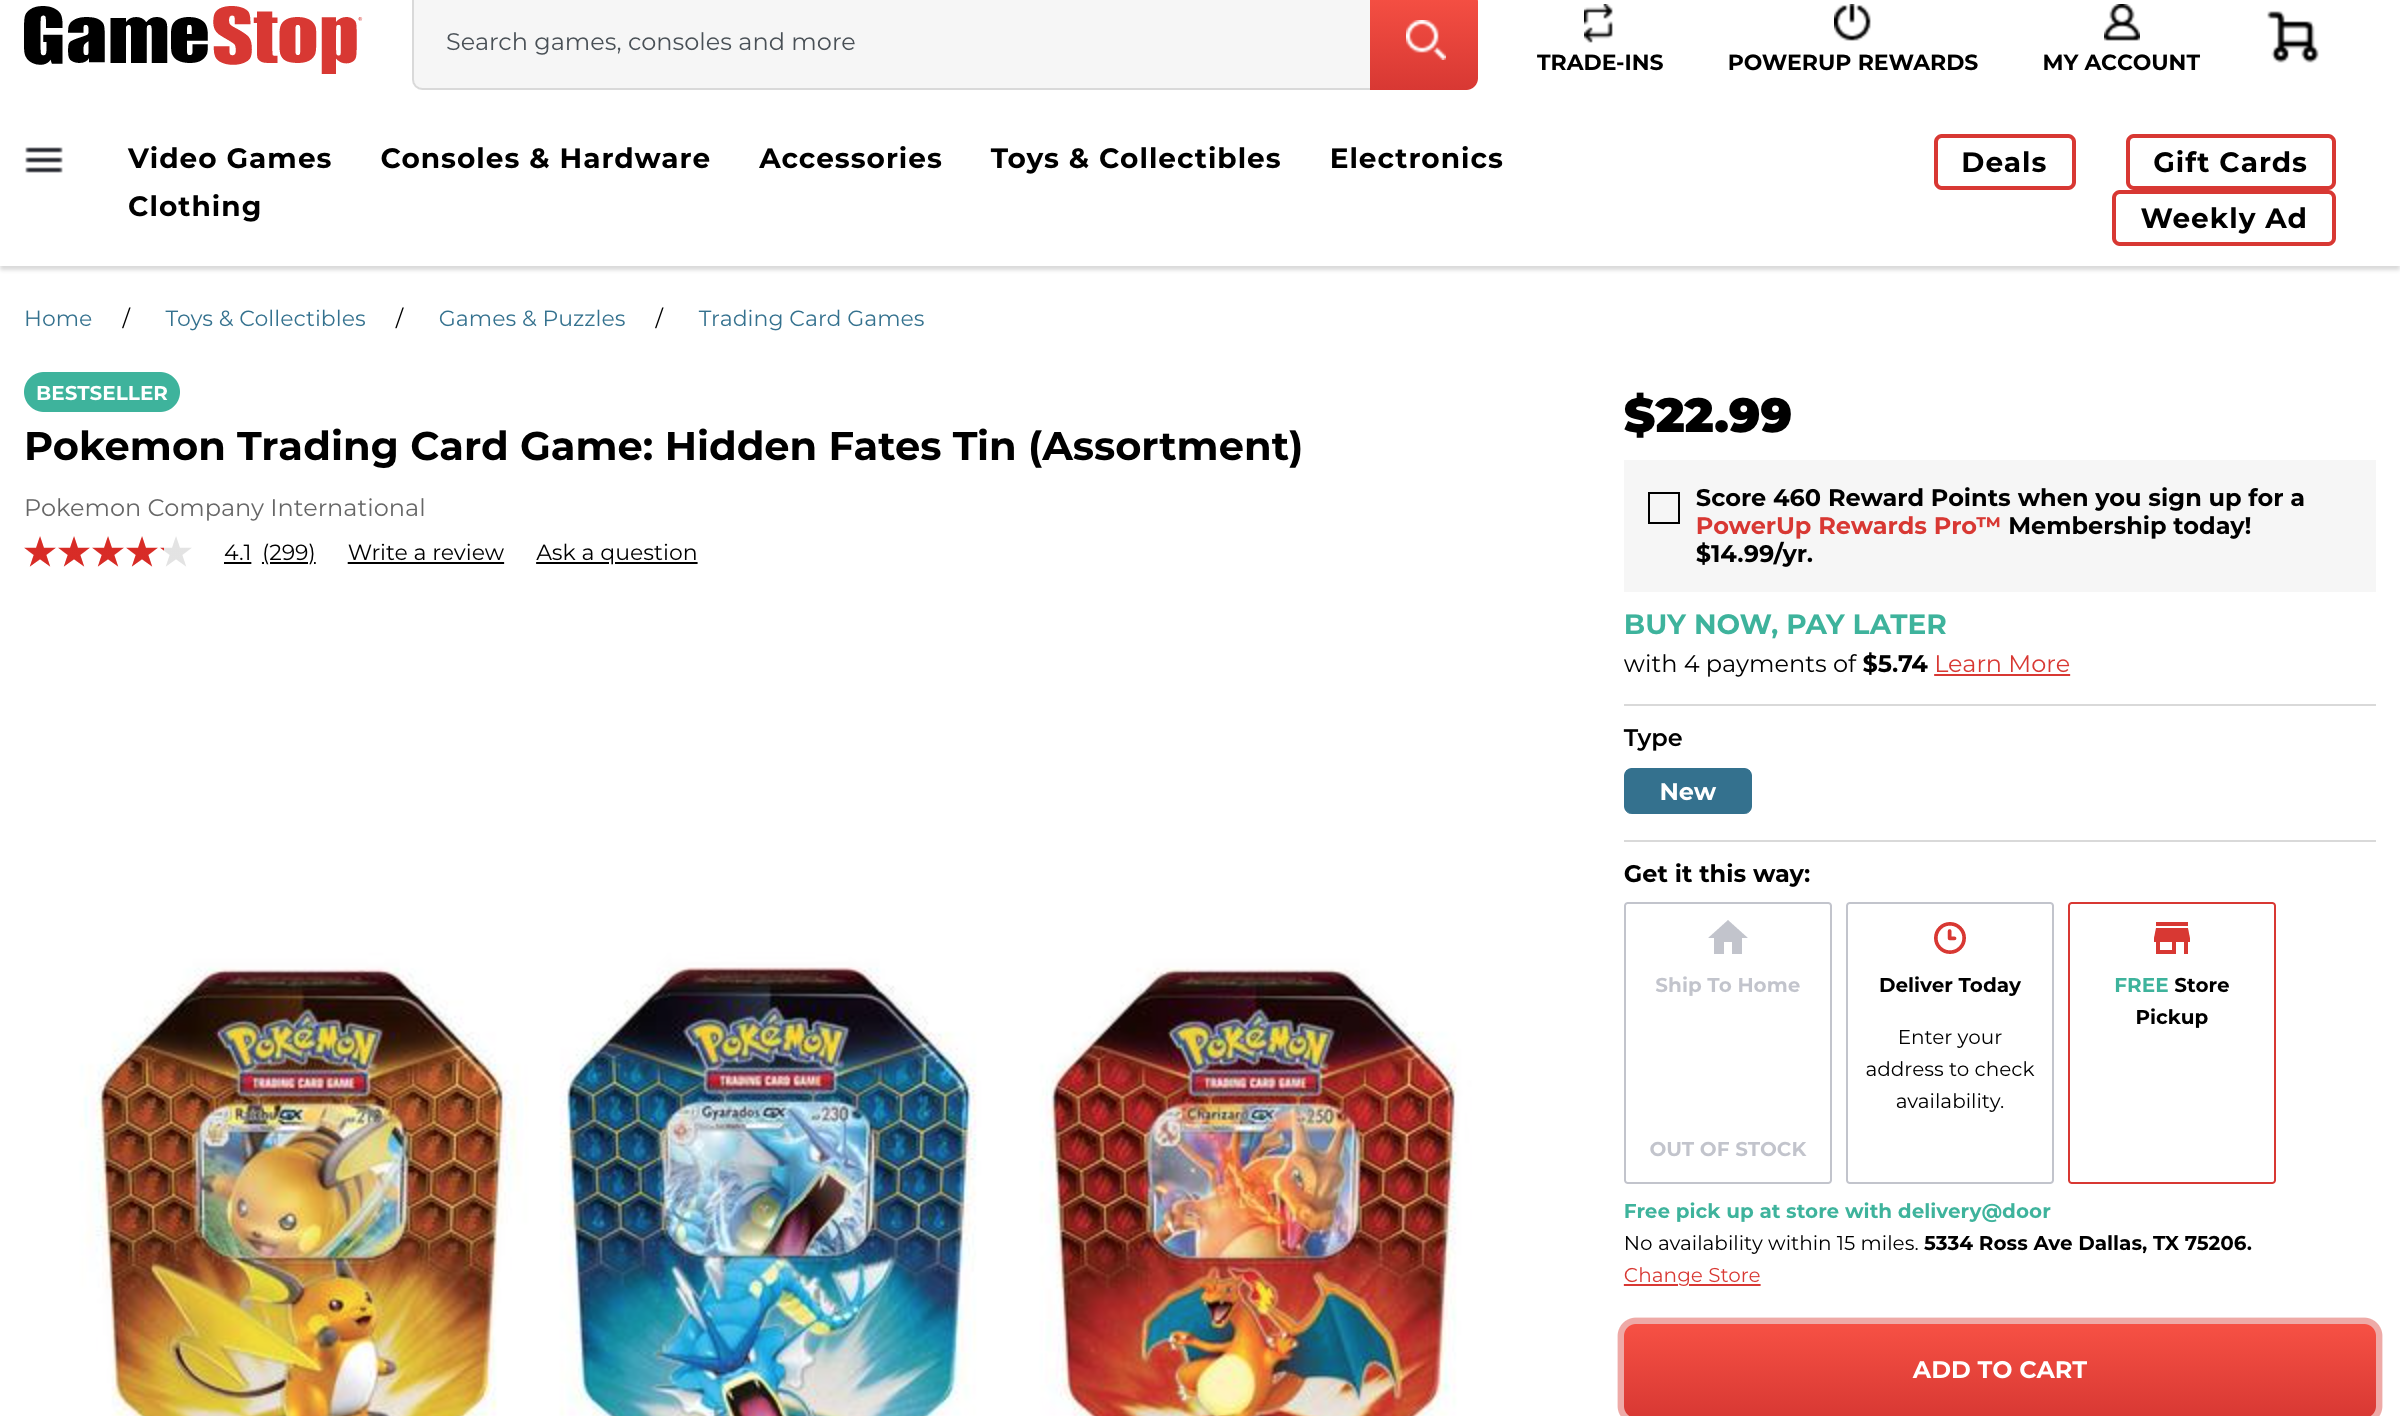 GameStop
Search games, consoles and more
TRADE-INS
POWERUP REWARDS
MY ACCOUNT
Video Games
Consoles & Hardware
Accessories
Toys & Collectibles
Electronics
Clothing
Deals
Gift Cards
Weekly Ad
Home / Toys & Collectibles / Games & Puzzles / Trading Card Games
BESTSELLER
Pokemon Trading Card Game: Hidden Fates Tin (Assortment)
Pokemon Company International
4.1 (299) Write a review Ask a question
$22.99
Score 460 Reward Points when you sign up for a
PowerUp Rewards Pro™ Membership today!
$14.99/yr.
BUY NOW, PAY LATER
with 4 payments of $5.74 Learn More
Type
New
Get it this way:
Ship To Home
OUT OF STOCK
Deliver Today
Enter your
address to check
availability.
FREE Store
Pickup
Free pick up at store with delivery@door
No availability within 15 miles. 5334 Ross Ave Dallas, TX 75206.
Change Store
ADD TO CART
POKéMON
TRADING CARD GAME
Raichu GX 210
POKéMON
TRADING CARD GAME
Gyarados GX 230
POKéMON
TRADING CARD GAME
Charizard GX 250